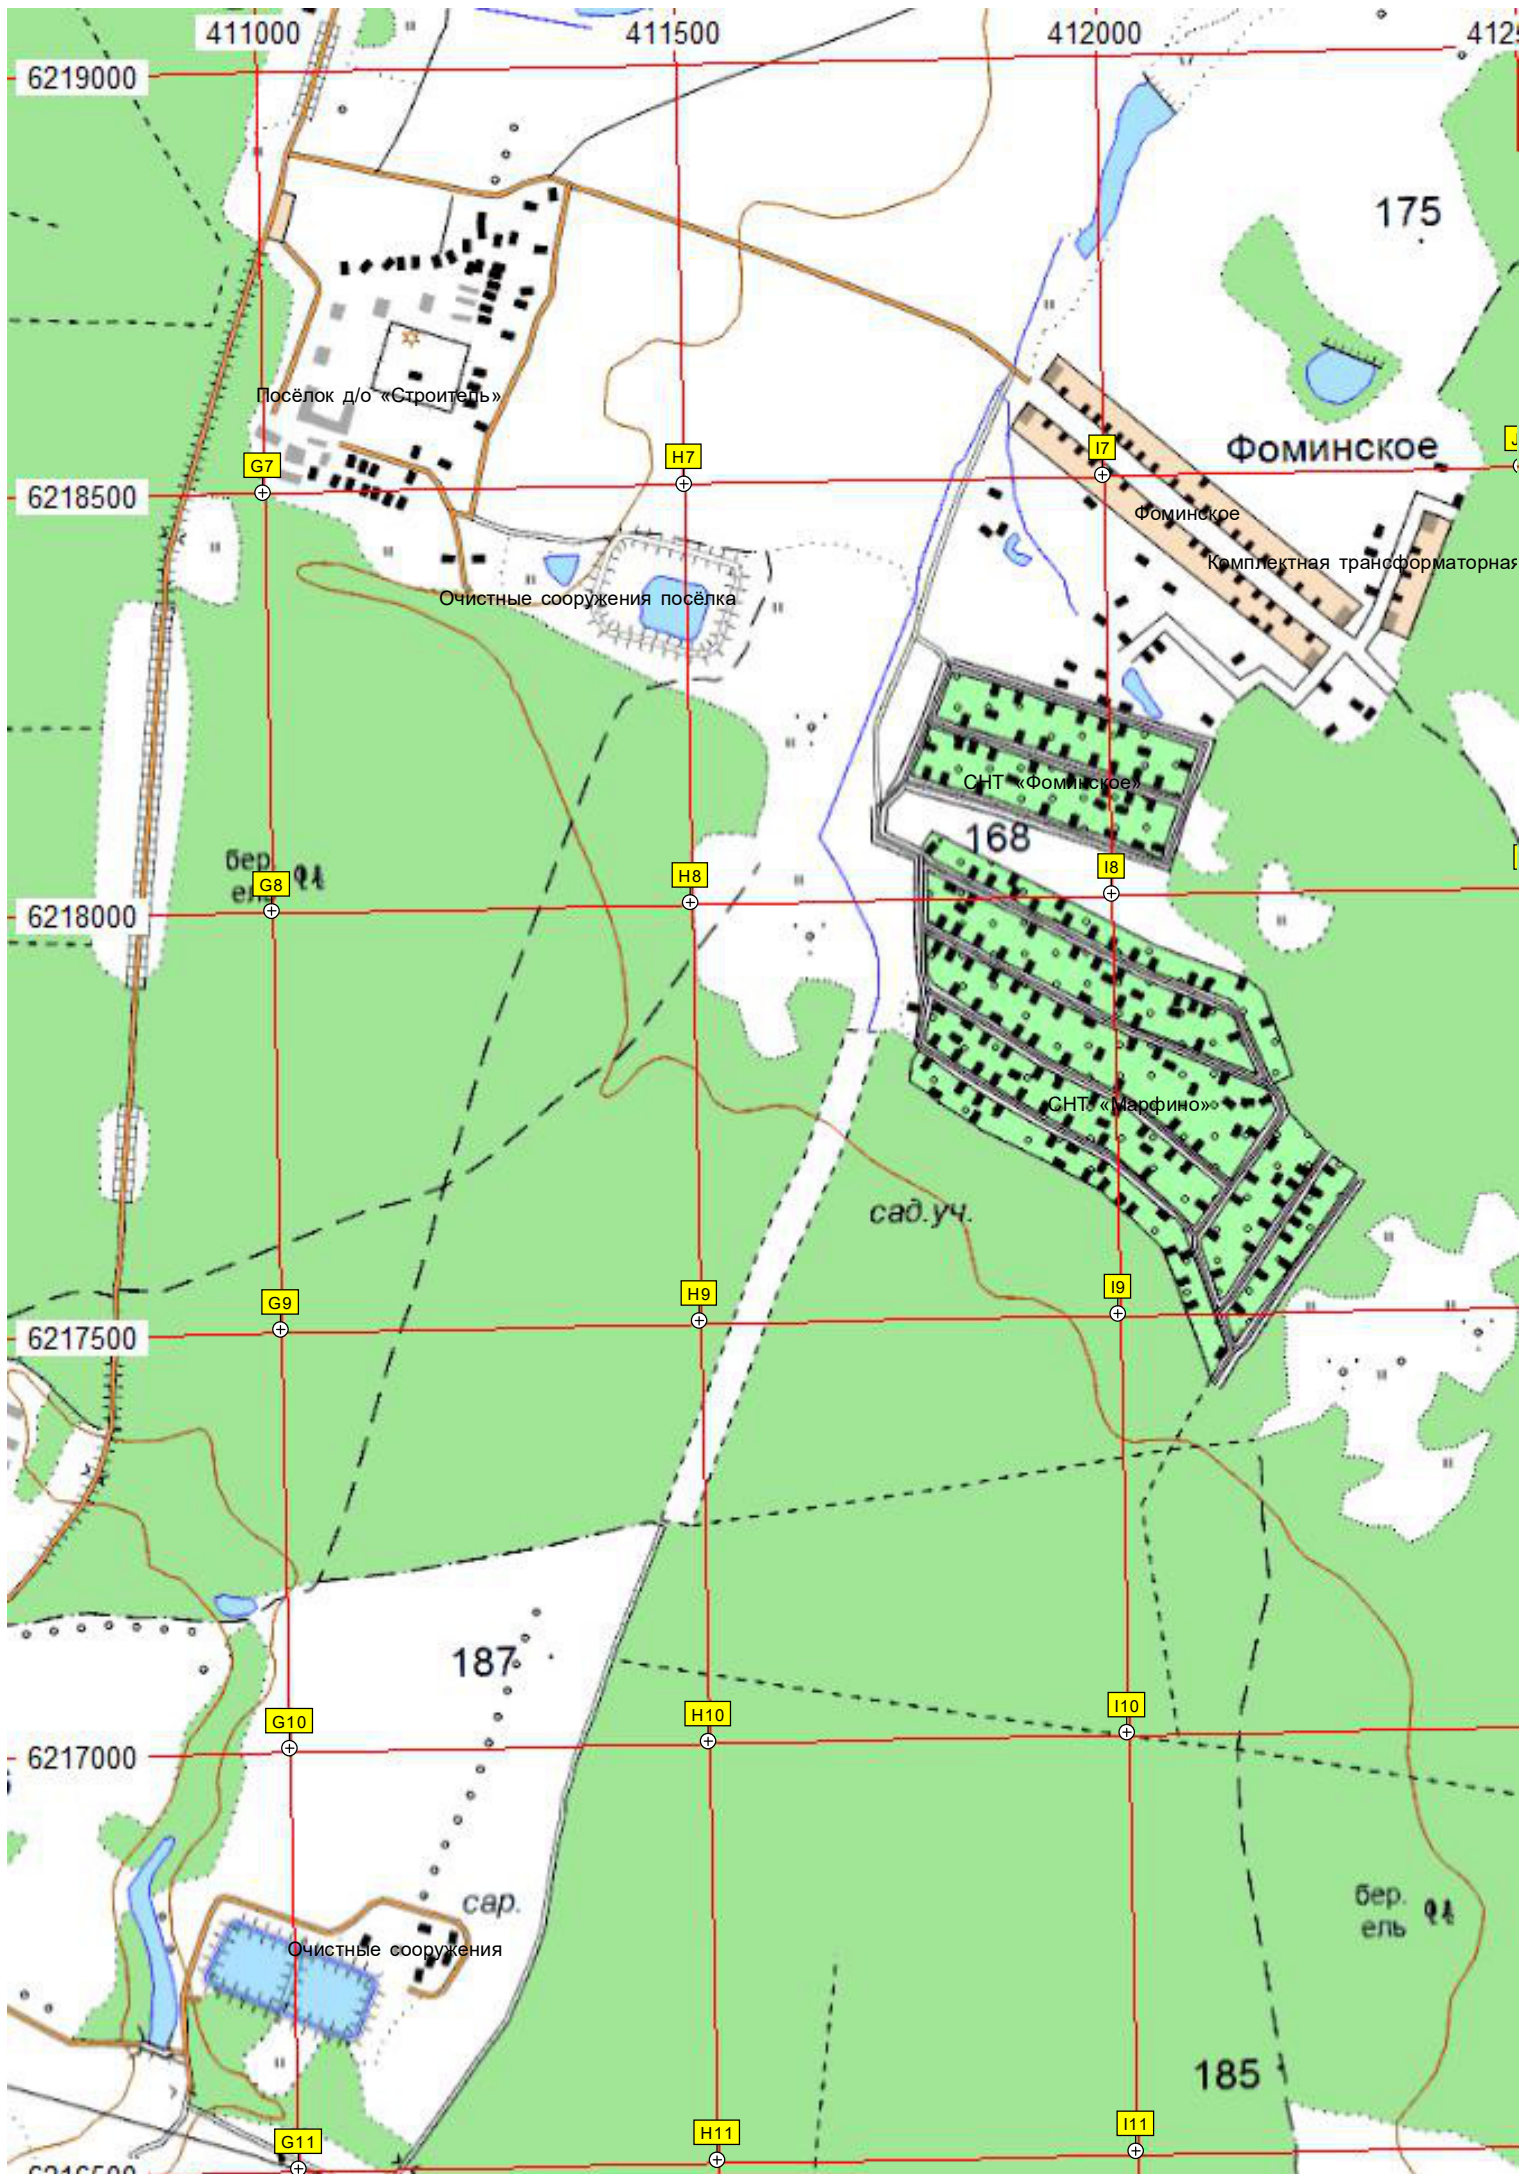 411000
411500
412000
6219000
175
Посёлок д/о «Строитель»
Фоминское
G7
H7
I7
6218500
Фоминское
Комплектная трансформаторная
Очистные сооружения посёлка
СНТ «Фоминское»
168
бер.
G8
H8
I8
6218000
СНТ «Марфино»
сад.уч.
G9
H9
I9
6217500
187
G10
H10
I10
6217000
сар.
бер.
ель
Очистные сооружения
185
G11
H11
I11